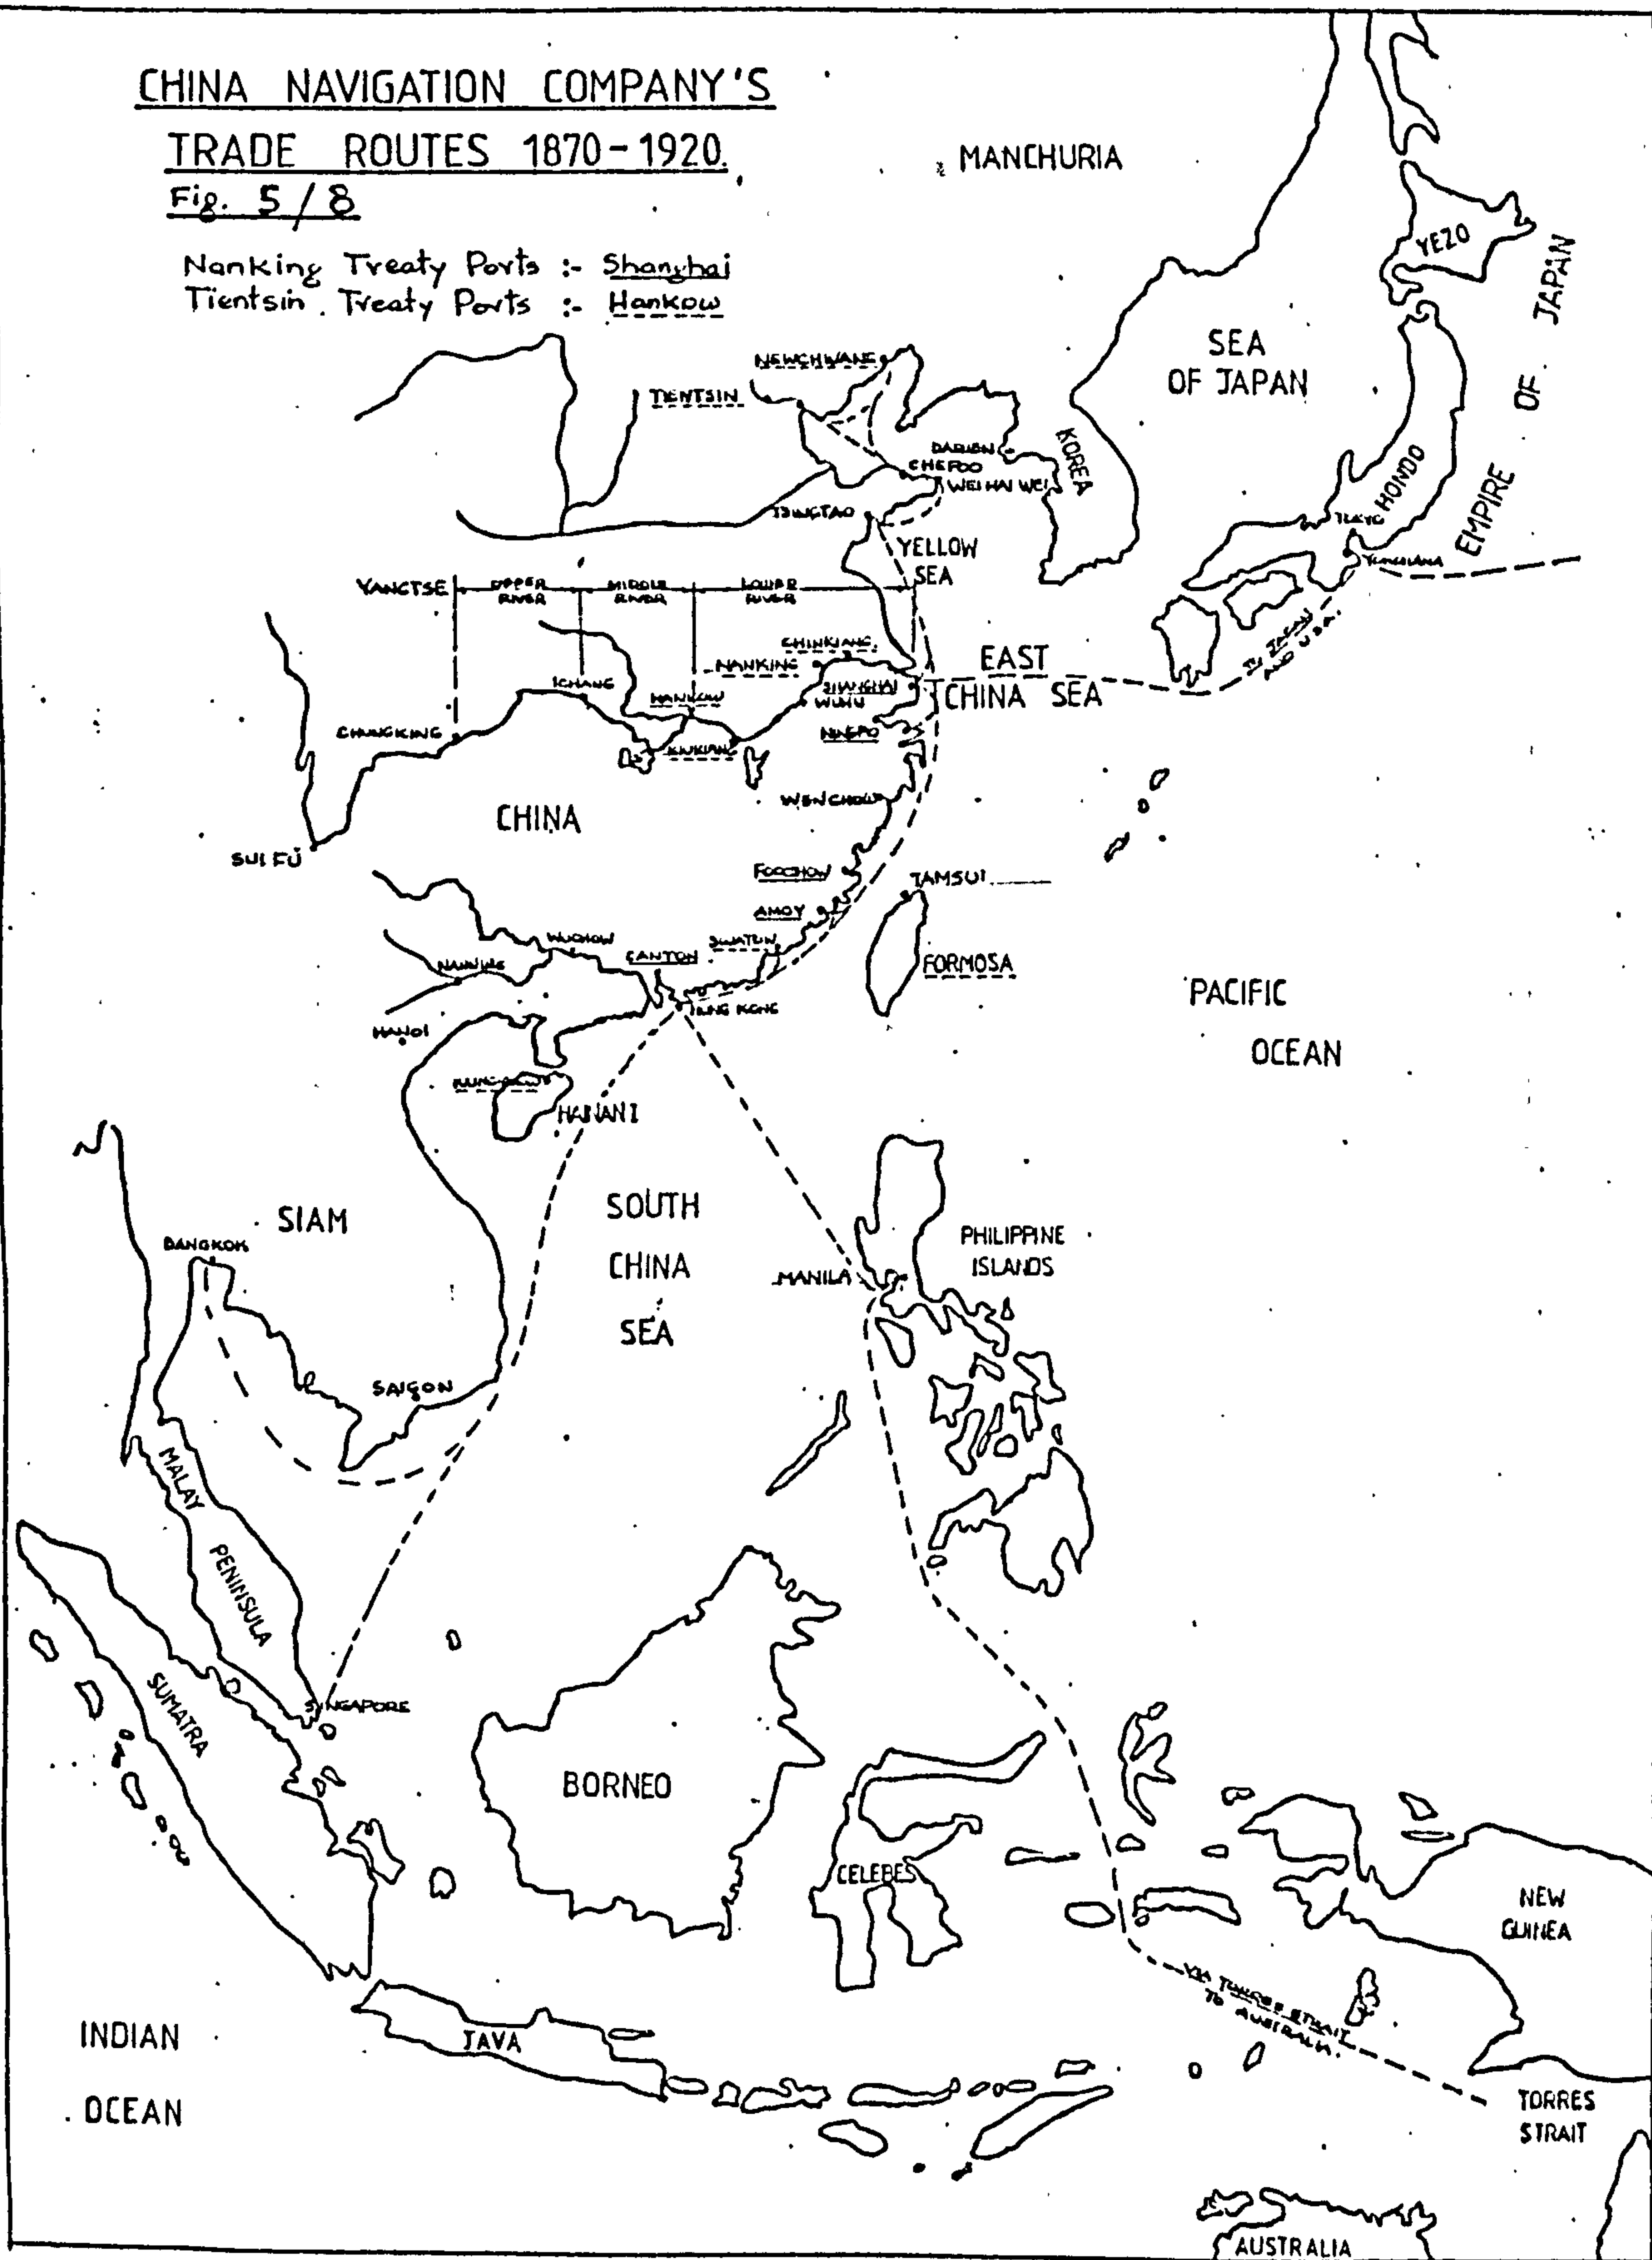 CHINA NAVIGATION COMPANY'S
TRADE ROUTES 1870-1920.
Fig. 5/8
Nanking Treaty Ports :- Shanghai
Tientsin Treaty Ports :- Hankow
MANCHURIA
YEZO
EMPIRE OF JAPAN
SEA
OF JAPAN
NEWCHWANG
TIENTSIN
KOREA
HONDO
CHEFOO
WEI HAI WEI
TSINGTAO
TOKYO
YELLOW
SEA
YANGTSE
UPPER
RIVER
MIDDLE
RIVER
LOWER
RIVER
TO JAPAN
AND U.S.A.
CHINKIANG
NANKING
EAST
CHINA SEA
ICHANG
SHANGHAI
WUHU
HANKOW
NINGPO
CHUNGKING
KIUKIANG
WENCHOW
CHINA
SUI FU
FOOCHOW
TAMSUI
AMOY
WUCHOW
SWATOW
CANTON
NANNING
FORMOSA
HONG KONG
HANOI
PACIFIC
OCEAN
HAINAN I
SIAM
SOUTH
CHINA
SEA
BANGKOK
PHILIPPINE
ISLANDS
MANILA
SAIGON
MALAY
PENINSULA
SUMATRA
SINGAPORE
BORNEO
CELEBES
NEW
GUINEA
VIA TORRES STRAIT
TO AUSTRALIA.
INDIAN
OCEAN
JAVA
TORRES
STRAIT
AUSTRALIA